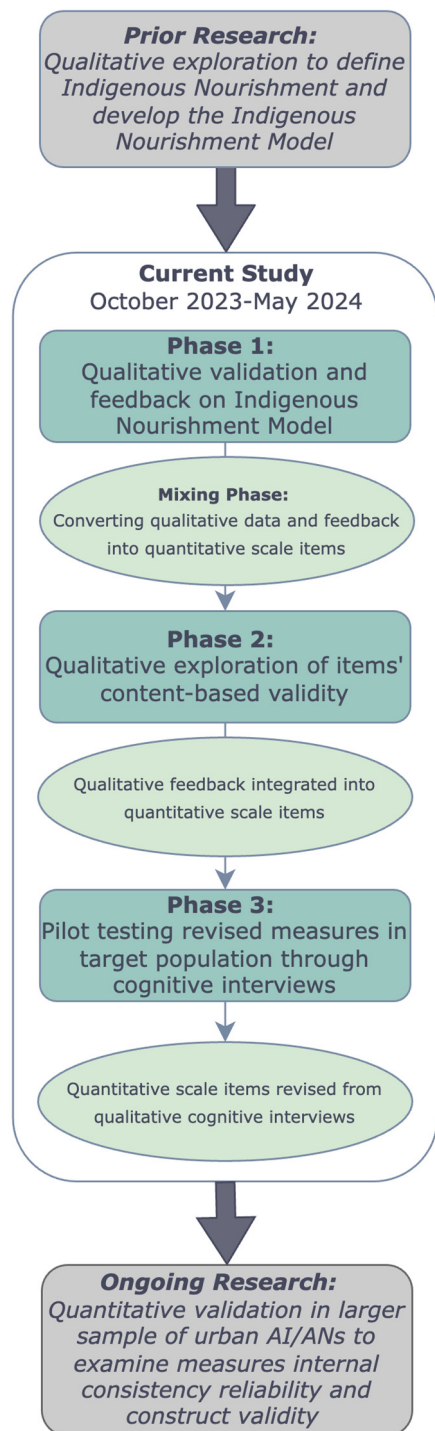 Prior Research:
Qualitative exploration to define
Indigenous Nourishment and
develop the Indigenous
Nourishment Model
Current Study
October 2023-May 2024
Phase 1:
Qualitative validation and
feedback on Indigenous
Nourishment Model
Mixing Phase:
Converting qualitative data and feedback
into quantitative scale items
Phase 2:
Qualitative exploration of items'
content-based validity
Qualitative feedback integrated into
quantitative scale items
Phase 3:
Pilot testing revised measures in
target population through
cognitive interviews
Quantitative scale items revised from
qualitative cognitive interviews
Ongoing Research:
Quantitative validation in larger
sample of urban AI/ANs to
examine measures internal
consistency reliability and
construct validity